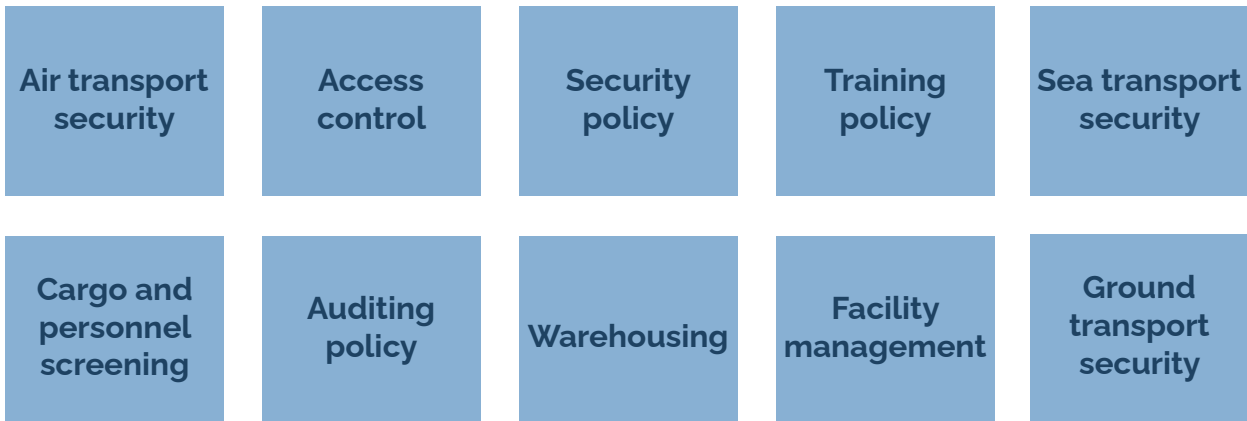 Air transport
security
Access
control
Security
policy
Training
policy
Sea transport
security
Cargo and
personnel
screening
Auditing
policy
Warehousing
Facility
management
Ground
transport
security